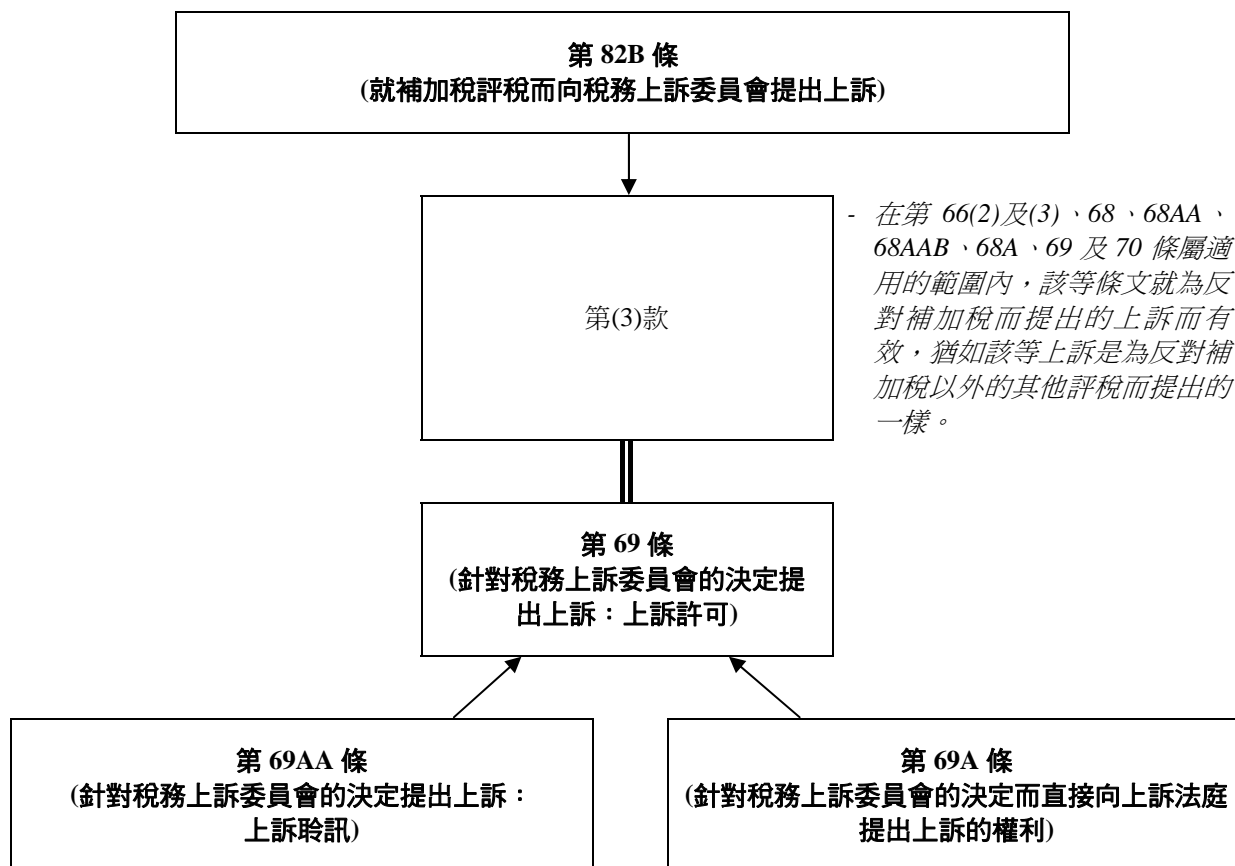 第 82B 條
(就補加稅評稅而向稅務上訴委員會提出上訴)
第(3)款
- 在第 66(2)及(3)、68、68AA、
68AAB、68A、69 及 70 條屬適
用的範圍內，該等條文就為反
對補加稅而提出的上訴而有
效，猶如該等上訴是為反對補
加稅以外的其他評稅而提出的
一樣。
第 69 條
(針對稅務上訴委員會的決定提
出上訴：上訴許可)
第 69AA 條
(針對稅務上訴委員會的決定提出上訴：
上訴聆訊)
第 69A 條
(針對稅務上訴委員會的決定而直接向上訴法庭
提出上訴的權利)